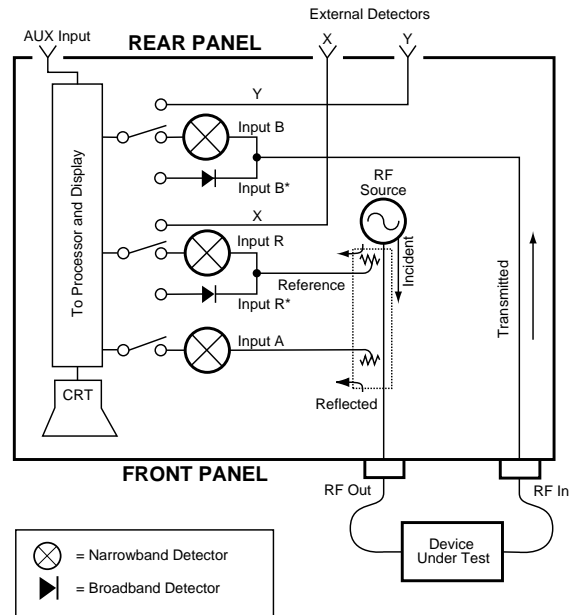 External Detectors
AUX Input
X
Y
REAR PANEL
Y
Input B
Input B*
RF
Source
X
Input R
Reference
Input R*
Incident
Transmitted
To Processor and Display
Input A
CRT
Reflected
FRONT PANEL
RF Out
RF In
Device
Under Test
= Narrowband Detector
= Broadband Detector